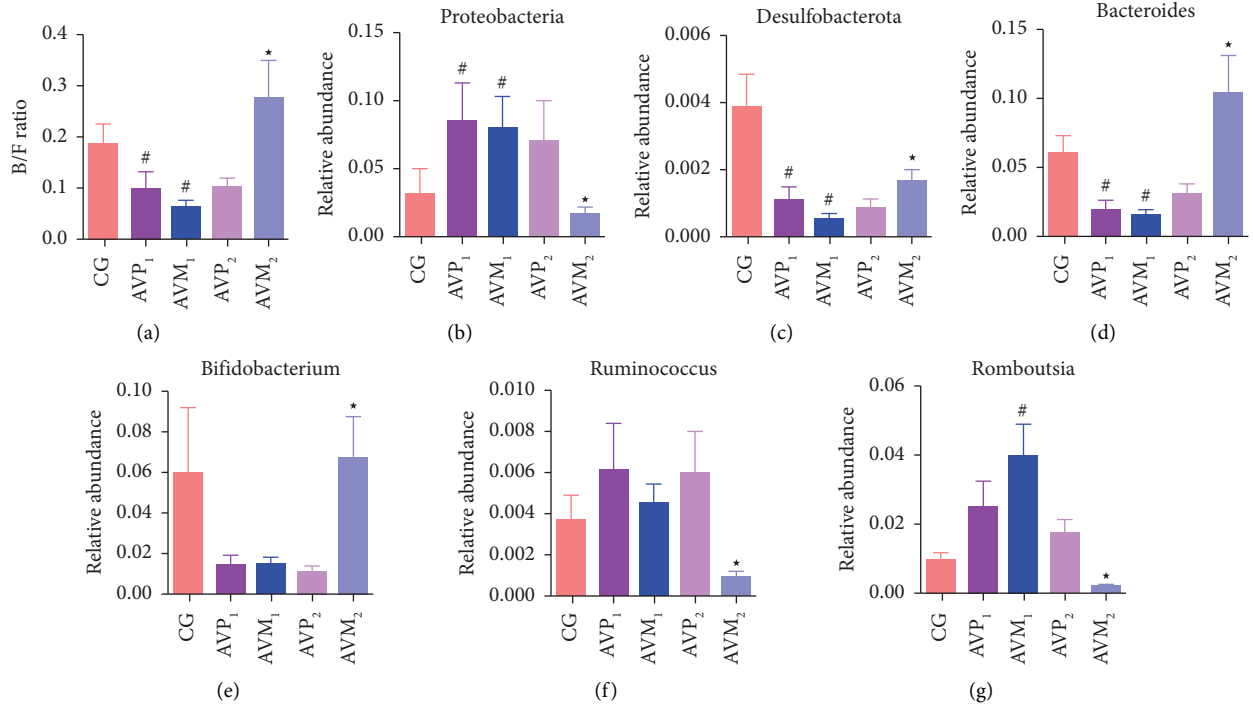 B/F ratio
0.4
0.3
0.2
0.1
0.0
#
#
★
CG
AVP₁
AVM₁
AVP₂
AVM₂
(a)
Proteobacteria
Relative abundance
0.15
0.10
0.05
0.00
#
#
★
CG
AVP₁
AVM₁
AVP₂
AVM₂
(b)
Desulfobacterota
Relative abundance
0.006
0.004
0.002
0.000
#
#
★
CG
AVP₁
AVM₁
AVP₂
AVM₂
(c)
Bacteroides
Relative abundance
0.15
0.10
0.05
0.00
#
#
★
CG
AVP₁
AVM₁
AVP₂
AVM₂
(d)
Bifidobacterium
Relative abundance
0.10
0.08
0.06
0.04
0.02
0.00
★
CG
AVP₁
AVM₁
AVP₂
AVM₂
(e)
Ruminococcus
Relative abundance
0.010
0.008
0.006
0.004
0.002
0.000
★
CG
AVP₁
AVM₁
AVP₂
AVM₂
(f)
Romboutsia
Relative abundance
0.06
0.04
0.02
0.00
#
★
CG
AVP₁
AVM₁
AVP₂
AVM₂
(g)